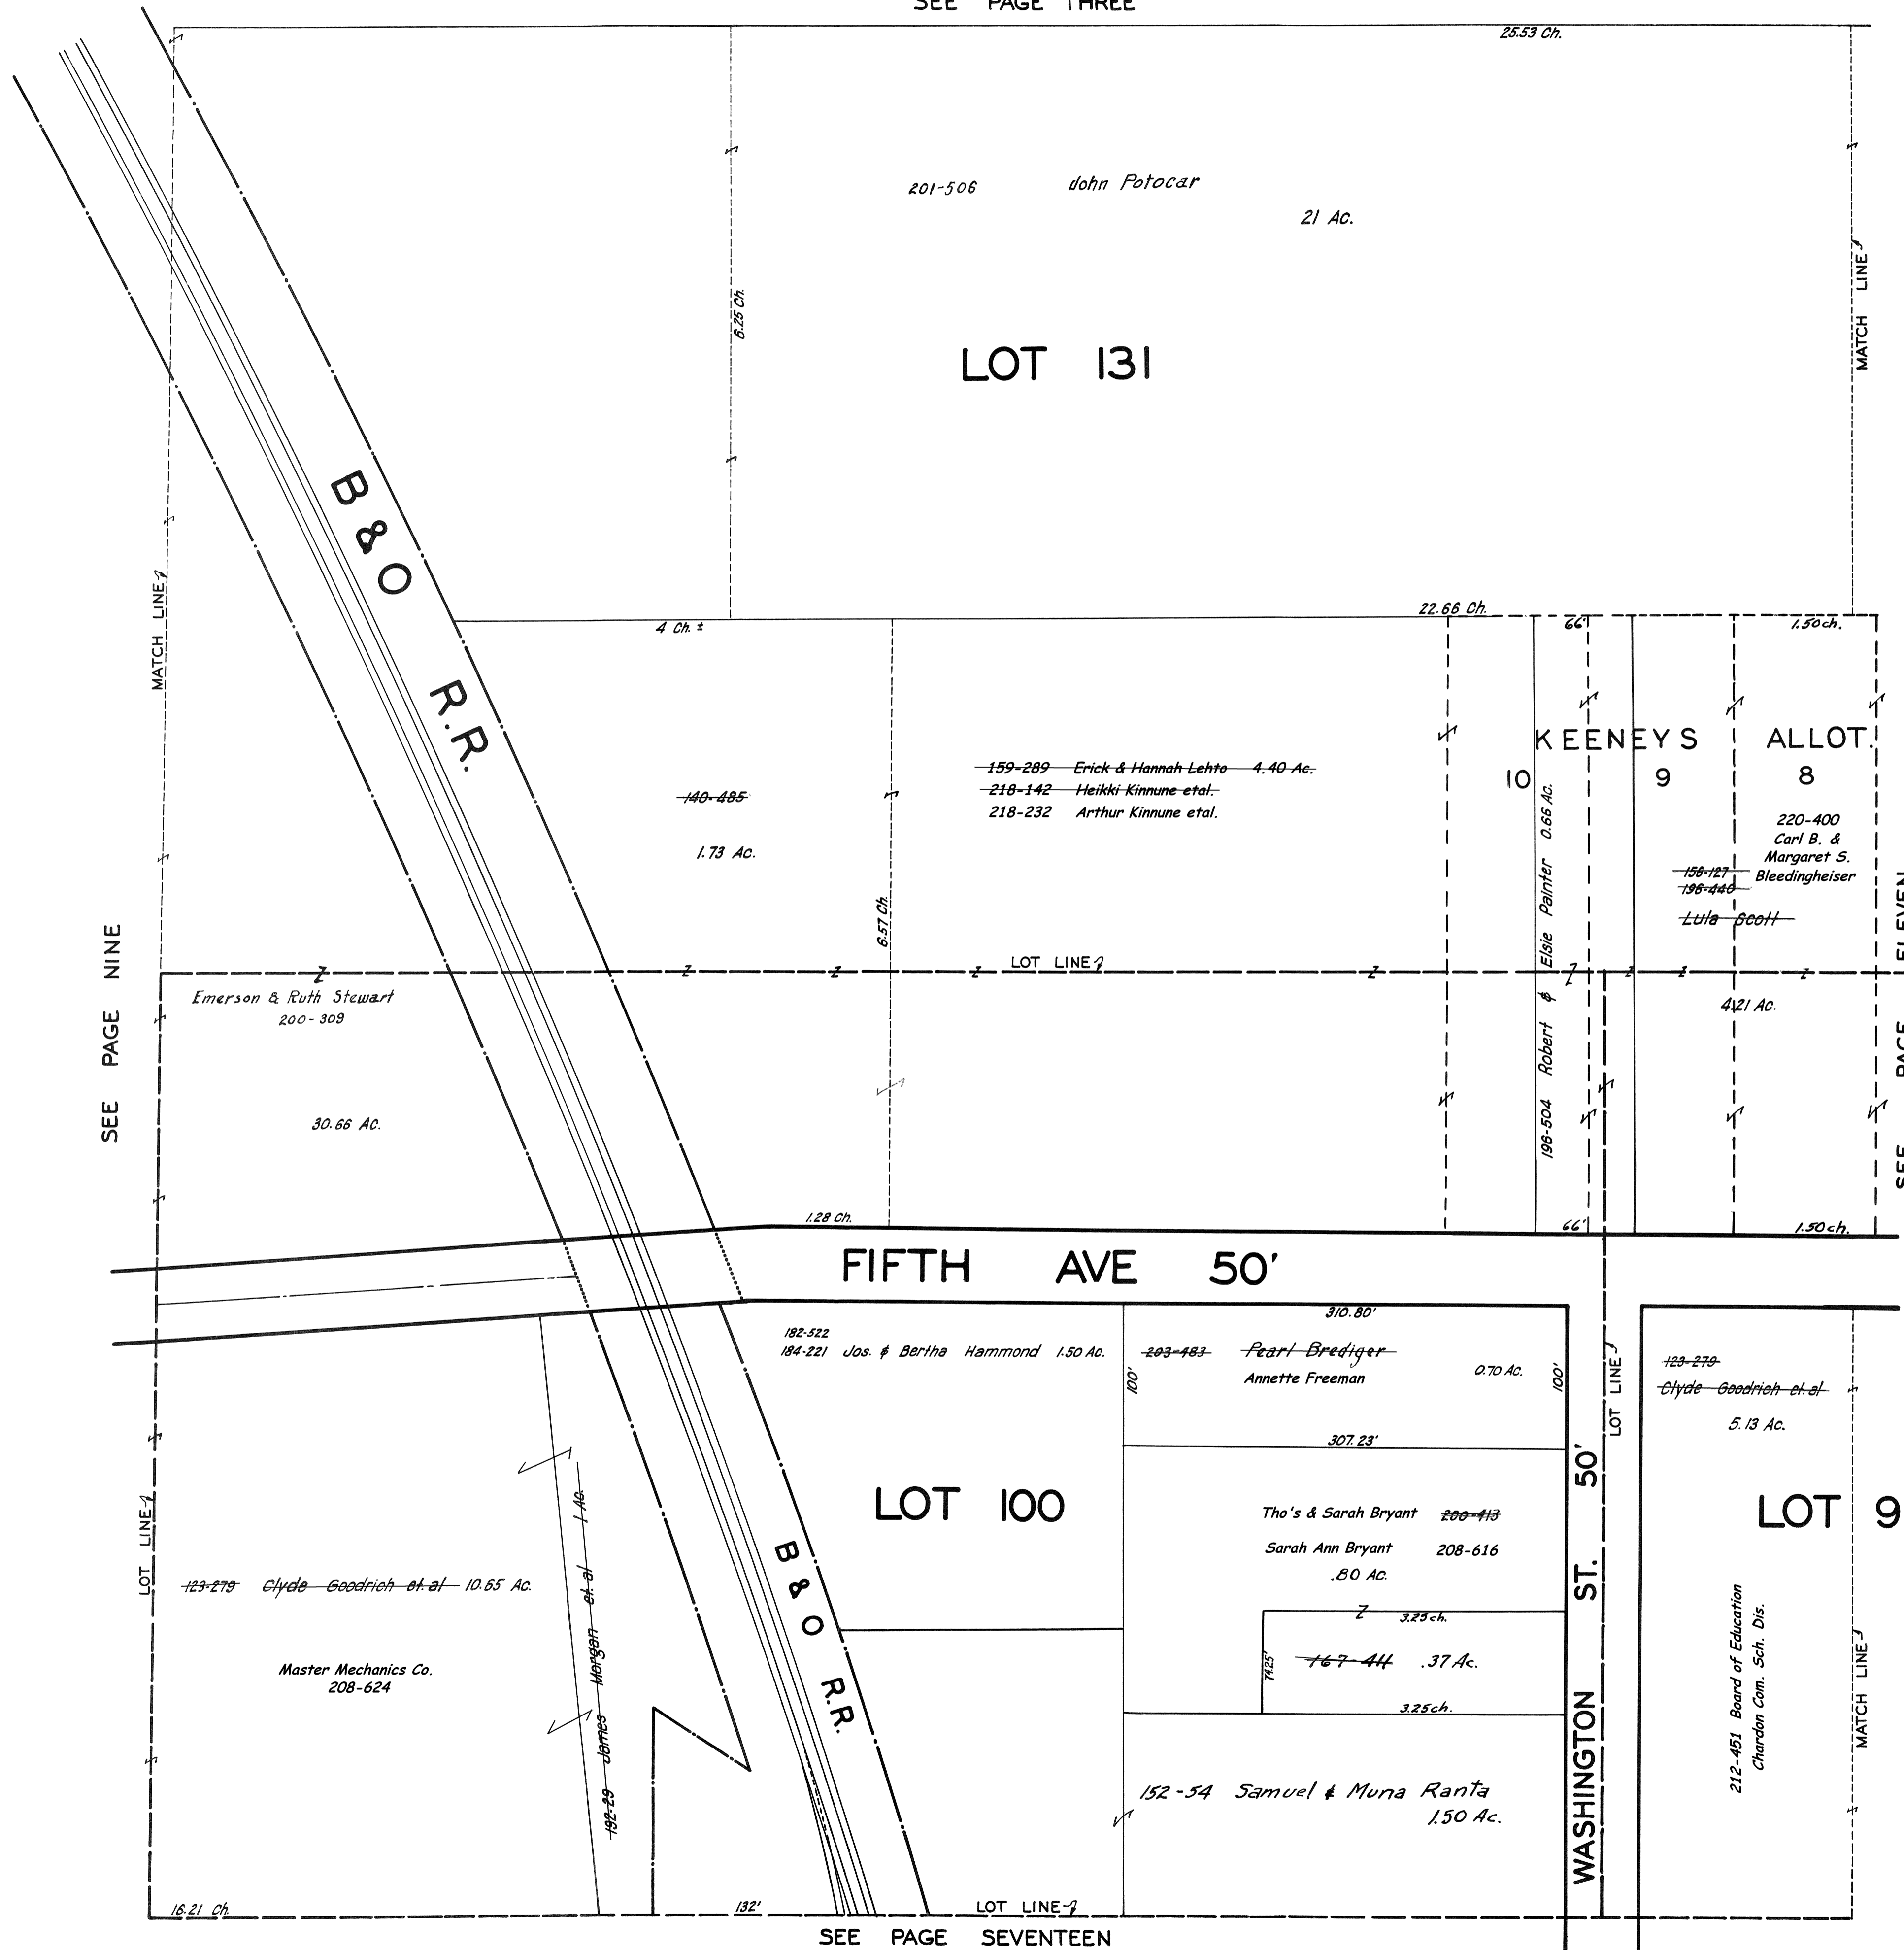 SEE PAGE THREE
25.53 Ch.
201-506 John Potocar
21 Ac.
6.25 Ch.
MATCH LINE
LOT 131
B & O R.R.
MATCH LINE
22.66 Ch.
4 Ch. ±
66'
1.50 ch.
KEENEYS ALLOT.
10 9 8
159-289 Erick & Hannah Lehto 4.40 Ac.
218-142 Heikki Kinnune etal.
218-232 Arthur Kinnune etal.
140-485
1.73 Ac.
220-400
Carl B. &
Margaret S.
Bleedingheiser
156-127
196-440
Lula Scott
196-504 Robert & Elsie Painter 0.66 Ac.
6.57 Ch.
LOT LINE
SEE PAGE NINE
SEE PAGE ELEVEN
Emerson & Ruth Stewart
200-309
4.21 Ac.
30.66 Ac.
1.28 Ch.
66'
1.50 ch.
FIFTH AVE 50'
310.80'
182-522
184-221 Jos. & Bertha Hammond 1.50 Ac.
203-483 Pearl Brediger
Annette Freeman
0.70 Ac.
100'
100'
LOT LINE
123-279
Clyde Goodrich et. al
5.13 Ac.
307.23'
LOT 100
LOT 9
Tho's & Sarah Bryant 200-413
Sarah Ann Bryant 208-616
.80 Ac.
LOT LINE
123-279 Clyde Goodrich et. al 10.65 Ac.
192-29 James Morgan et. al 1 Ac.
B & O R.R.
3.25 ch.
74.25'
167-411 .37 Ac.
3.25 ch.
Master Mechanics Co.
208-624
WASHINGTON ST. 50'
212-451 Board of Education
Chardon Com. Sch. Dis.
MATCH LINE
152-54 Samuel & Muna Ranta
1.50 Ac.
16.21 Ch.
132'
LOT LINE
SEE PAGE SEVENTEEN